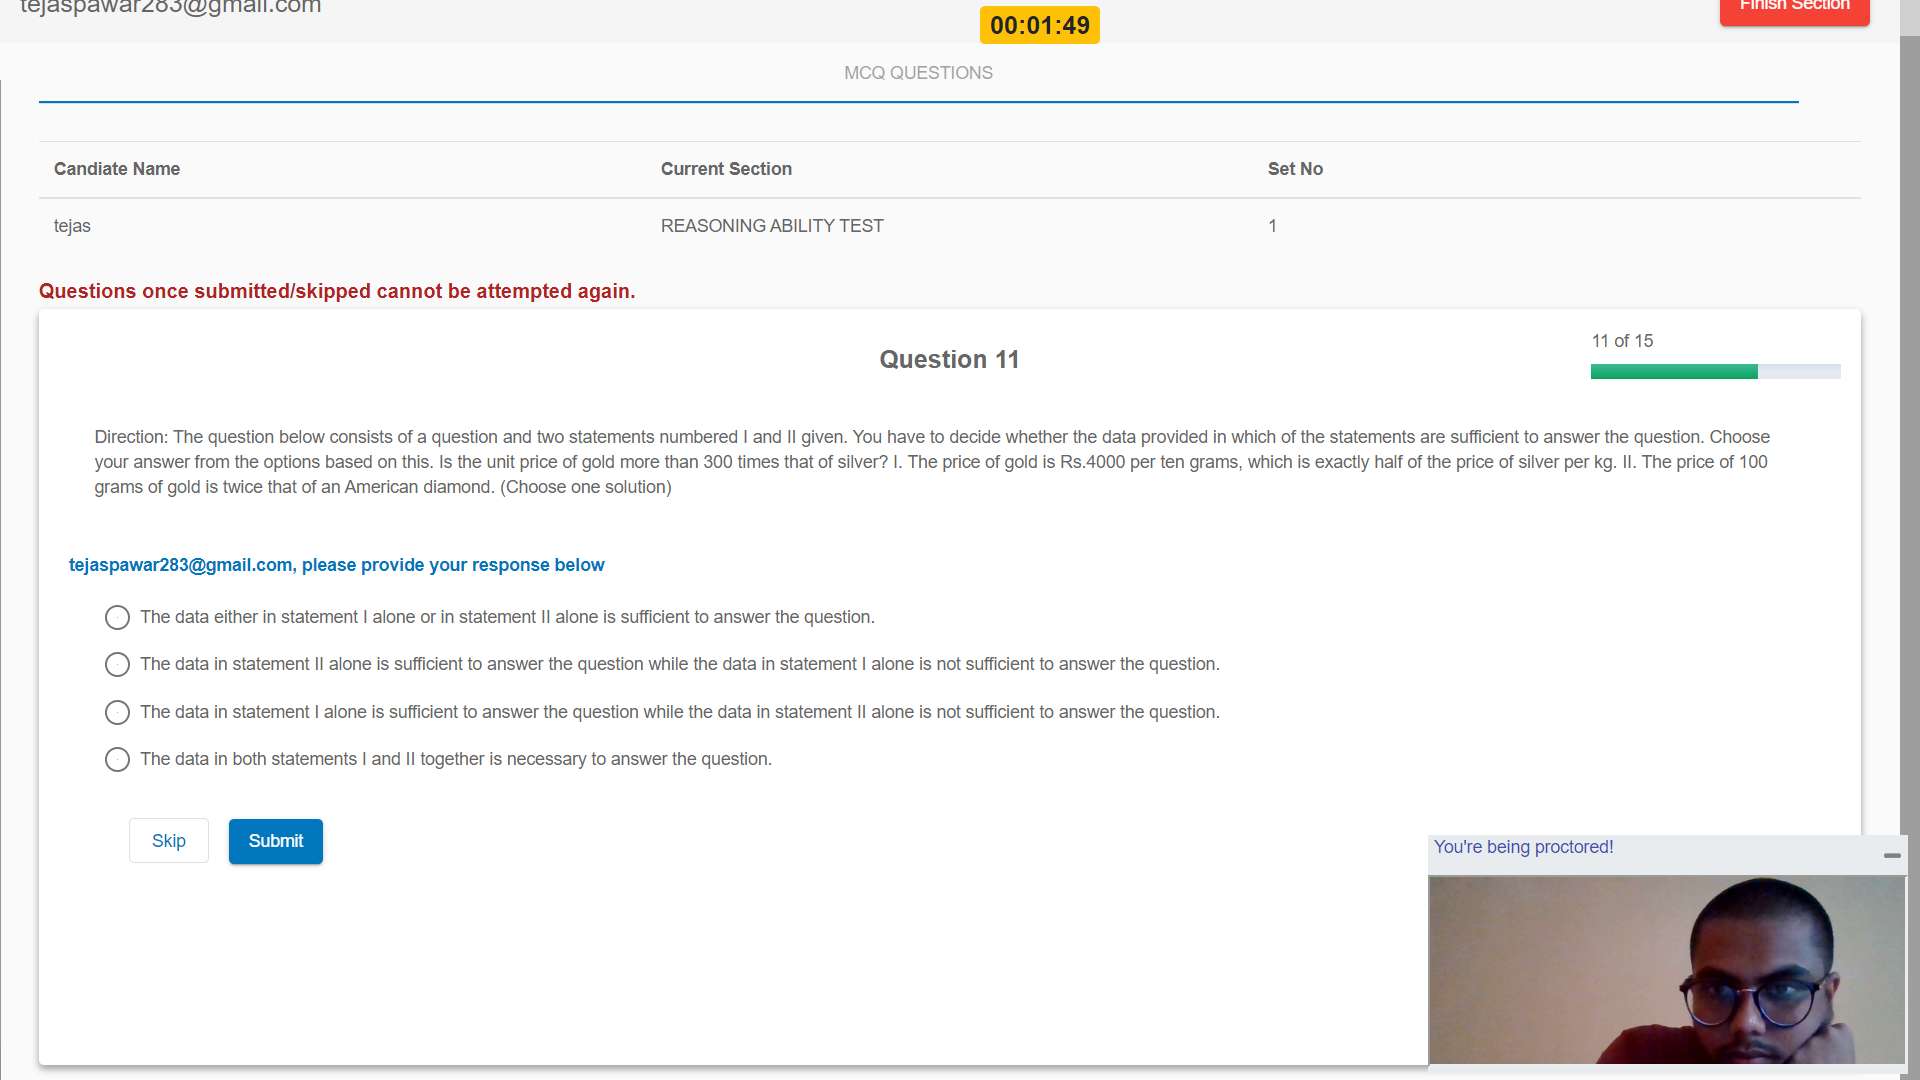 tejaspawar283@gmail.com
00:01:49
Finish Section
MCQ QUESTIONS
Candiate Name Current Section Set No
tejas REASONING ABILITY TEST 1
Questions once submitted/skipped cannot be attempted again.
11 of 15
Question 11
Direction: The question below consists of a question and two statements numbered I and II given. You have to decide whether the data provided in which of the statements are sufficient to answer the question. Choose
your answer from the options based on this. Is the unit price of gold more than 300 times that of silver? I. The price of gold is Rs.4000 per ten grams, which is exactly half of the price of silver per kg. II. The price of 100
grams of gold is twice that of an American diamond. (Choose one solution)
tejaspawar283@gmail.com, please provide your response below
The data either in statement I alone or in statement II alone is sufficient to answer the question.
The data in statement II alone is sufficient to answer the question while the data in statement I alone is not sufficient to answer the question.
The data in statement I alone is sufficient to answer the question while the data in statement II alone is not sufficient to answer the question.
The data in both statements I and II together is necessary to answer the question.
Skip Submit
You're being proctored!